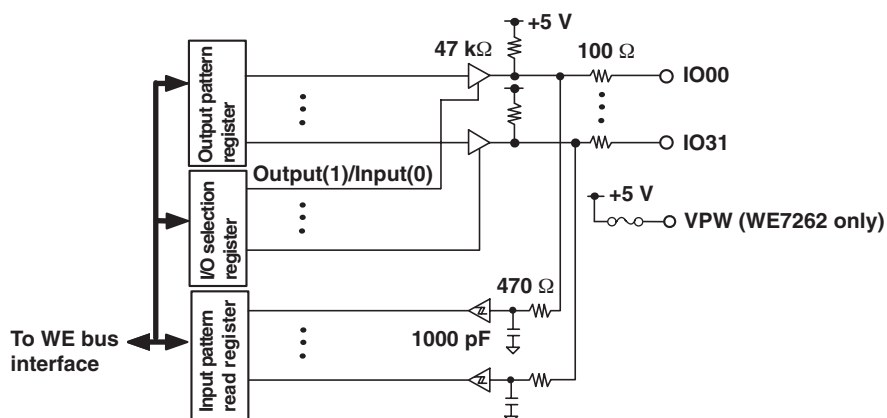 +5 V
47 kΩ
100 Ω
IO00
Output pattern
register
IO31
Output(1)/Input(0)
I/O selection
register
+5 V
VPW (WE7262 only)
470 Ω
1000 pF
To WE bus
interface
Input pattern
read register